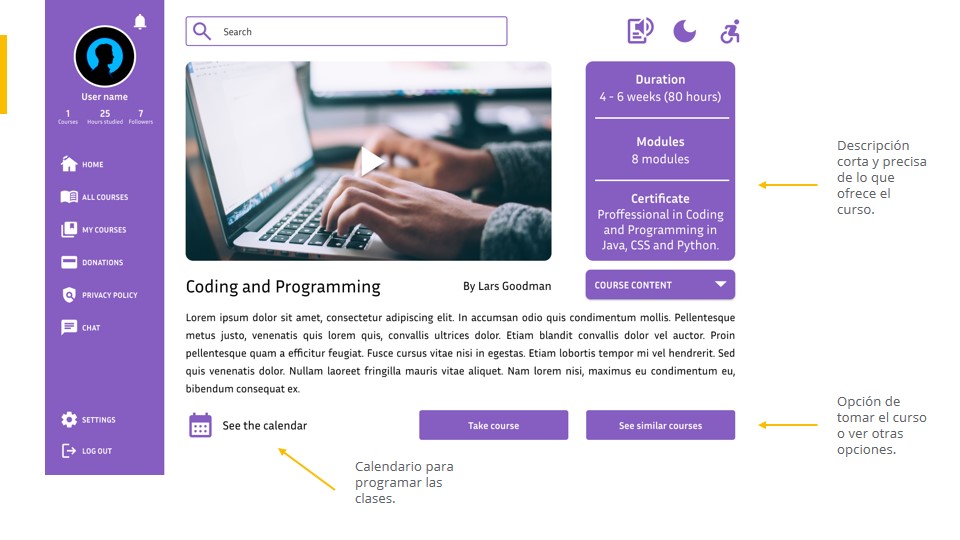 User name
1
Courses
25
Hours studied
7
Followers
HOME
ALL COURSES
MY COURSES
DONATIONS
PRIVACY POLICY
CHAT
SETTINGS
LOG OUT
Search
Duration
4 - 6 weeks (80 hours)
Modules
8 modules
Certificate
Proffessional in Coding
and Programming in
Java, CSS and Python.
COURSE CONTENT
Coding and Programming
By Lars Goodman
Lorem ipsum dolor sit amet, consectetur adipiscing elit. In accumsan odio quis condimentum mollis. Pellentesque
metus justo, venenatis quis lorem quis, convallis ultrices dolor. Etiam blandit convallis dolor vel auctor. Proin
pellentesque quam a efficitur feugiat. Fusce cursus vitae nisi in egestas. Etiam lobortis tempor mi vel hendrerit. Sed
quis venenatis dolor. Nullam laoreet fringilla mauris vitae aliquet. Nam lorem nisi, maximus eu condimentum eu,
bibendum consequat ex.
See the calendar
Take course
See similar courses
Descripción
corta y precisa
de lo que
ofrece el
curso.
Opción de
tomar el curso
o ver otras
opciones.
Calendario para
programar las
clases.